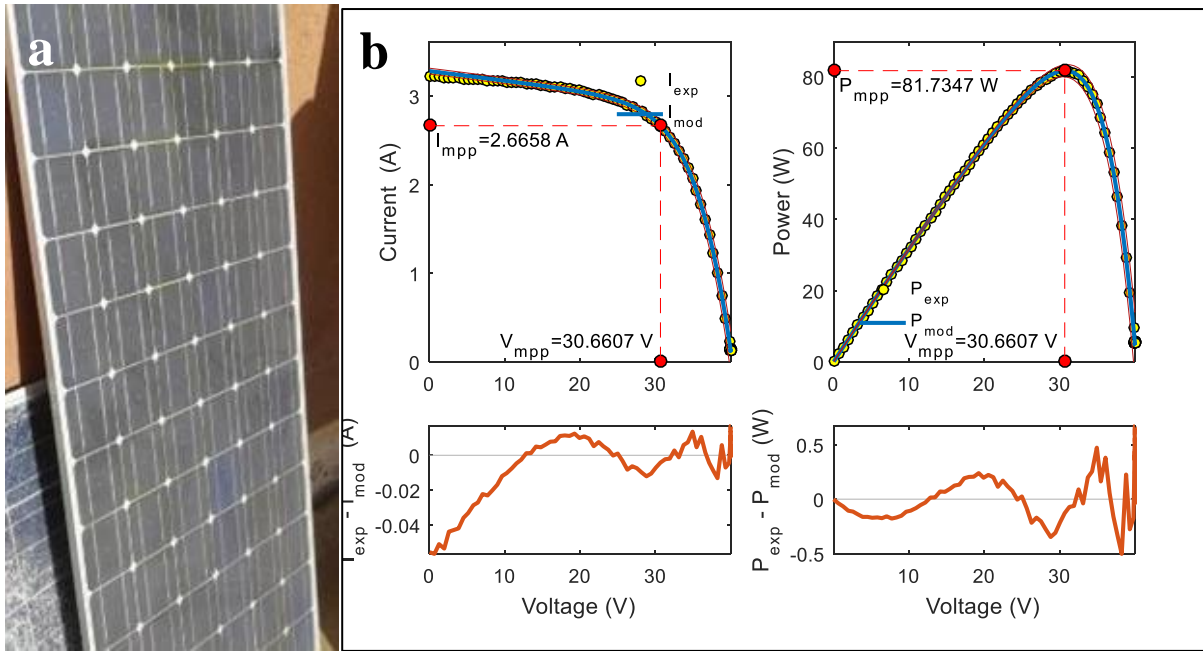 a
b
I_exp
I_mod
I_mpp=2.6658 A
V_mpp=30.6607 V
Current (A)
3
2
1
0
0
10
20
30
P_mpp=81.7347 W
P_exp
P_mod
V_mpp=30.6607 V
Power (W)
80
60
40
20
0
0
10
20
30
I_exp - I_mod (A)
0
-0.02
-0.04
0
10
20
30
Voltage (V)
P_exp - P_mod (W)
0.5
0
-0.5
0
10
20
30
Voltage (V)